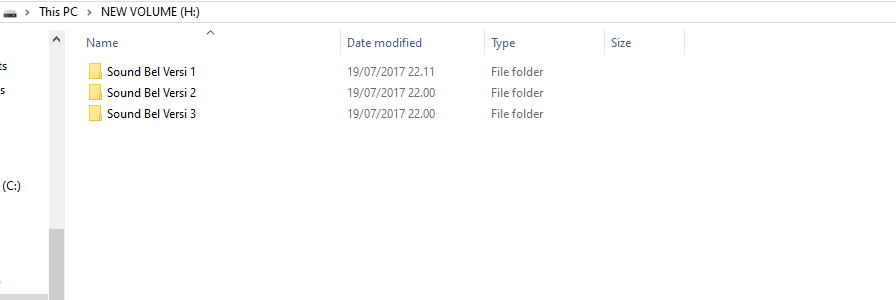 This PC > NEW VOLUME (H:)
Name Date modified Type Size
Sound Bel Versi 1 19/07/2017 22.11 File folder
ts
Sound Bel Versi 2 19/07/2017 22.00 File folder
s
Sound Bel Versi 3 19/07/2017 22.00 File folder
(C:)